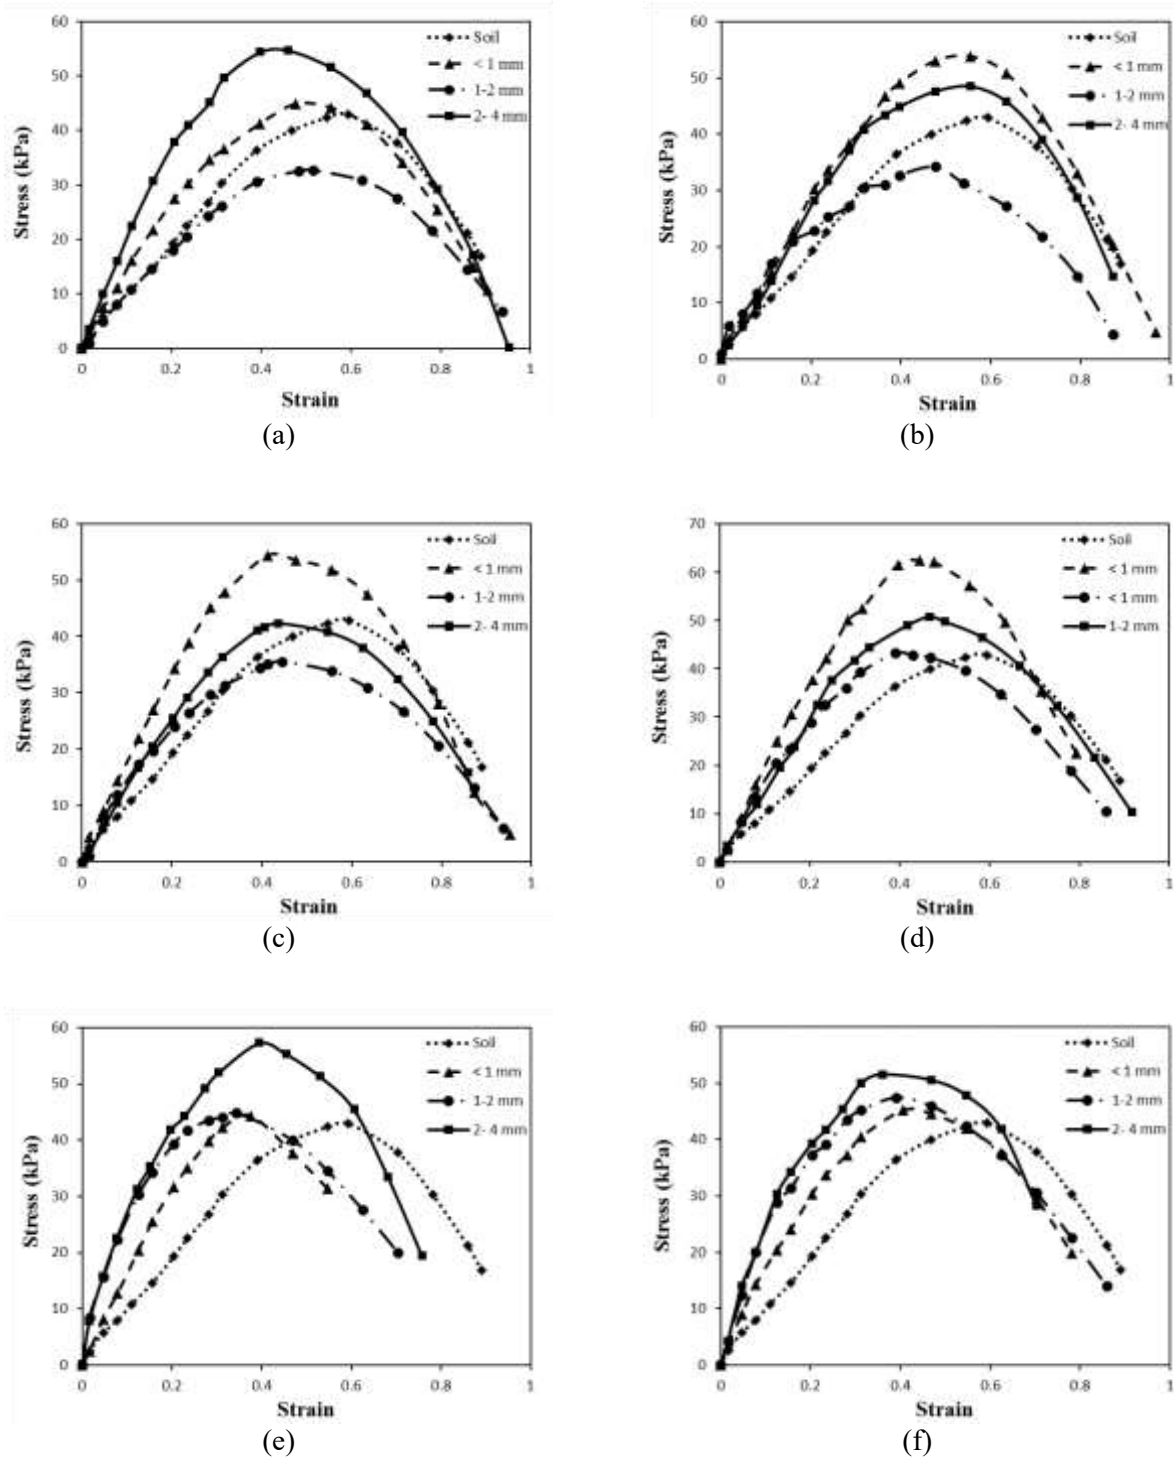 60
50
40
30
20
10
0
Stress (kPa)
0 0.2 0.4 0.6 0.8 1
Strain
Soil
< 1 mm
1-2 mm
2- 4 mm
(a)
60
50
40
30
20
10
0
Stress (kPa)
0 0.2 0.4 0.6 0.8 1
Strain
Soil
< 1 mm
1-2 mm
2- 4 mm
(b)
60
50
40
30
20
10
0
Stress (kPa)
0 0.2 0.4 0.6 0.8 1
Strain
Soil
< 1 mm
1-2 mm
2- 4 mm
(c)
70
60
50
40
30
20
10
0
Stress (kPa)
0 0.2 0.4 0.6 0.8 1
Strain
Soil
< 1 mm
< 1 mm
1-2 mm
(d)
60
50
40
30
20
10
0
Stress (kPa)
0 0.2 0.4 0.6 0.8 1
Strain
Soil
< 1 mm
1-2 mm
2- 4 mm
(e)
60
50
40
30
20
10
0
Stress (kPa)
0 0.2 0.4 0.6 0.8 1
Strain
Soil
< 1 mm
1-2 mm
2- 4 mm
(f)